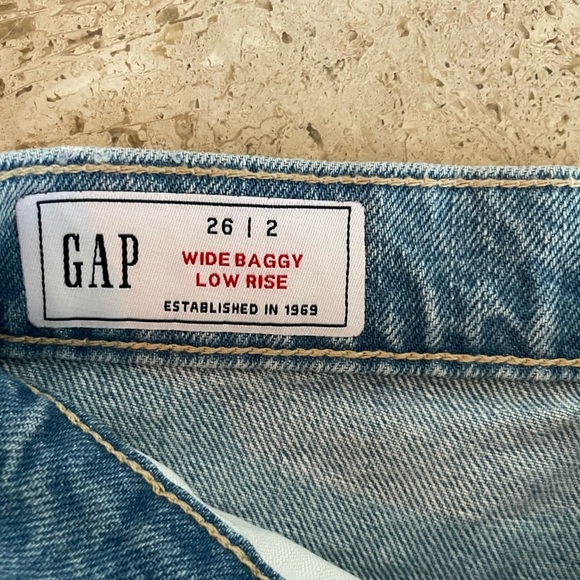 GAP
26 | 2
WIDE BAGGY
LOW RISE
ESTABLISHED IN 1969